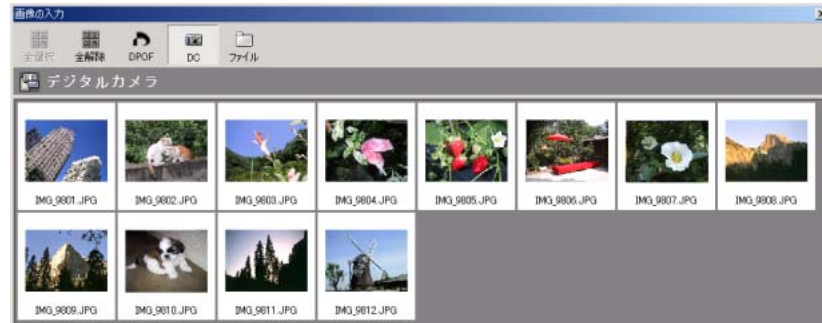 画像の入力
全選択 全解除 DPOF DC ファイル
デジタルカメラ
IMG_9801.JPG IMG_9802.JPG IMG_9803.JPG IMG_9804.JPG IMG_9805.JPG IMG_9806.JPG IMG_9807.JPG IMG_9808.JPG
IMG_9809.JPG IMG_9810.JPG IMG_9811.JPG IMG_9812.JPG